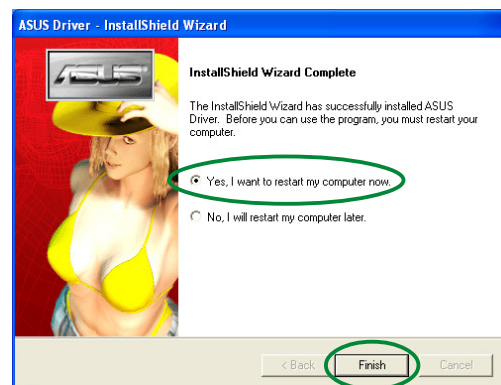 ASUS Driver - InstallShield Wizard
ASUS
InstallShield Wizard Complete
The InstallShield Wizard has successfully installed ASUS
Driver. Before you can use the program, you must restart your
computer.
Yes, I want to restart my computer now.
No, I will restart my computer later.
< Back
Finish
Cancel